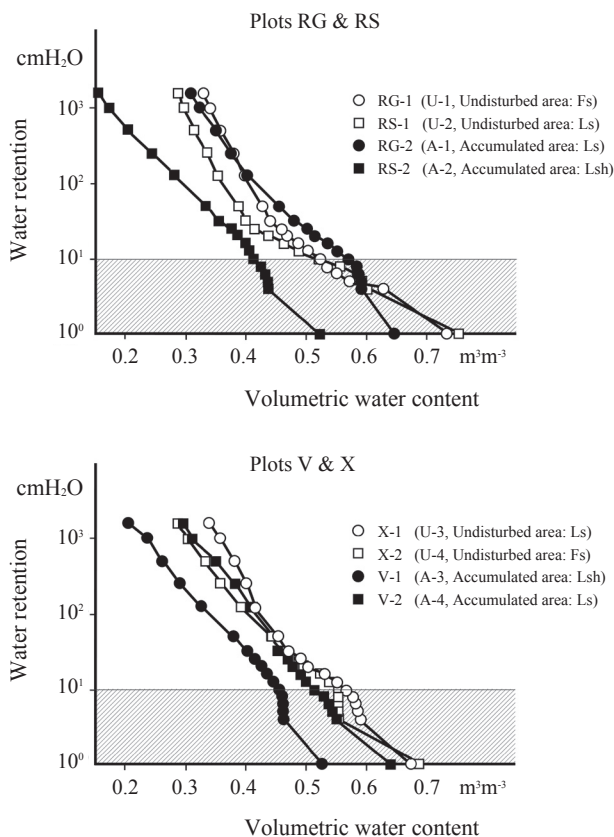 Plots RG & RS
cmH₂O
10³
10²
10¹
10⁰
Water retention
RG-1 (U-1, Undisturbed area: Fs)
RS-1 (U-2, Undisturbed area: Ls)
RG-2 (A-1, Accumulated area: Ls)
RS-2 (A-2, Accumulated area: Lsh)
0.2 0.3 0.4 0.5 0.6 0.7 m³m⁻³
Volumetric water content
Plots V & X
cmH₂O
10³
10²
10¹
10⁰
Water retention
X-1 (U-3, Undisturbed area: Ls)
X-2 (U-4, Undisturbed area: Fs)
V-1 (A-3, Accumulated area: Lsh)
V-2 (A-4, Accumulated area: Ls)
0.2 0.3 0.4 0.5 0.6 0.7 m³m⁻³
Volumetric water content